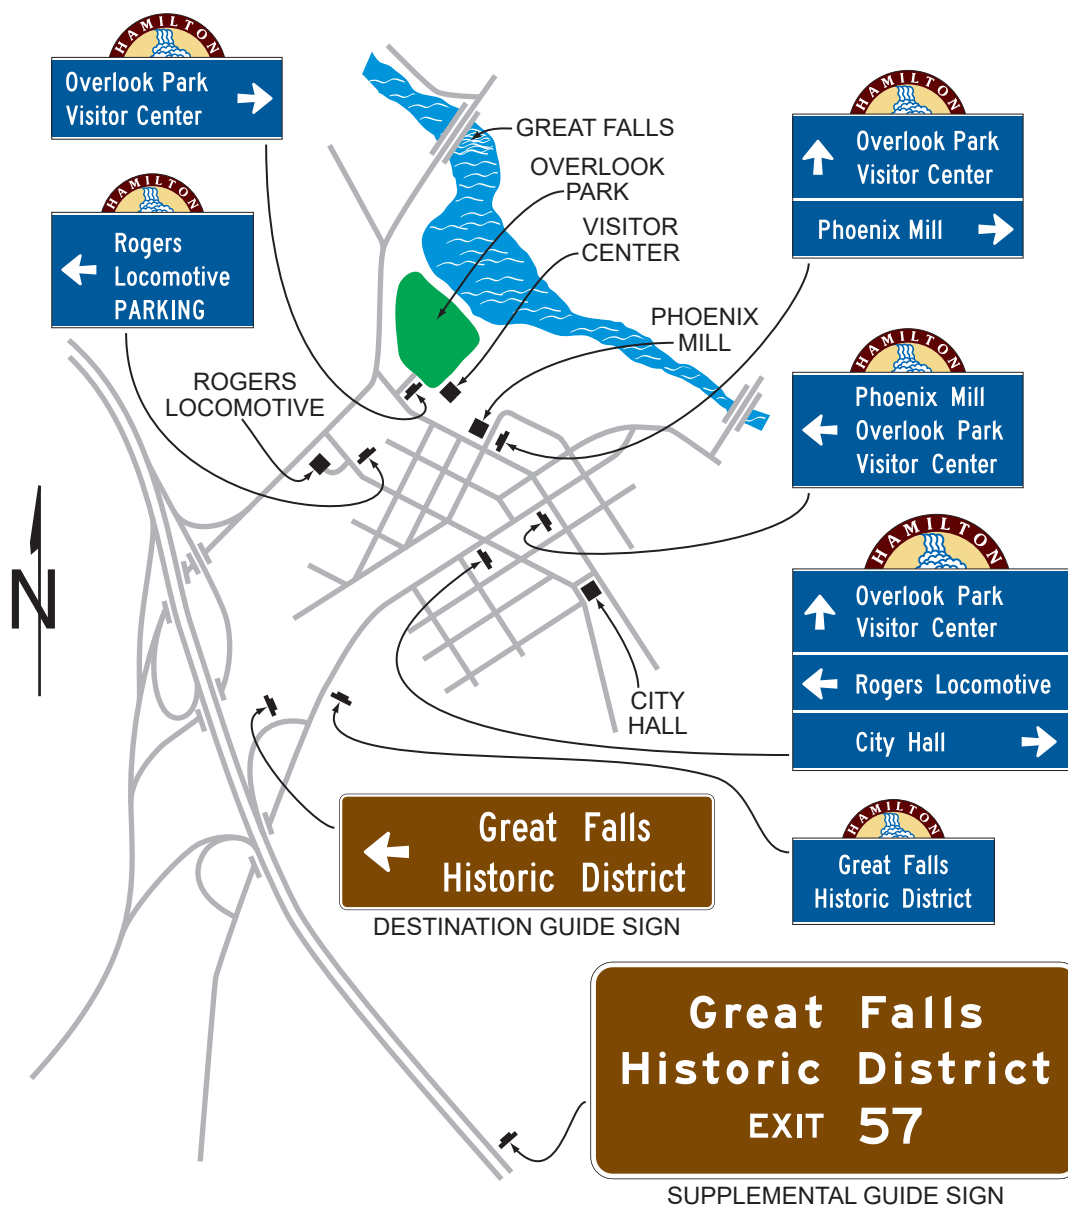 HAMILTON
Overlook Park
Visitor Center
HAMILTON
Rogers
Locomotive
PARKING
GREAT FALLS
OVERLOOK
PARK
VISITOR
CENTER
PHOENIX
MILL
ROGERS
LOCOMOTIVE
HAMILTON
Overlook Park
Visitor Center
Phoenix Mill
HAMILTON
Phoenix Mill
Overlook Park
Visitor Center
N
HAMILTON
Overlook Park
Visitor Center
Rogers Locomotive
City Hall
CITY
HALL
HAMILTON
Great Falls
Historic District
Great Falls
Historic District
DESTINATION GUIDE SIGN
Great Falls
Historic District
EXIT 57
SUPPLEMENTAL GUIDE SIGN